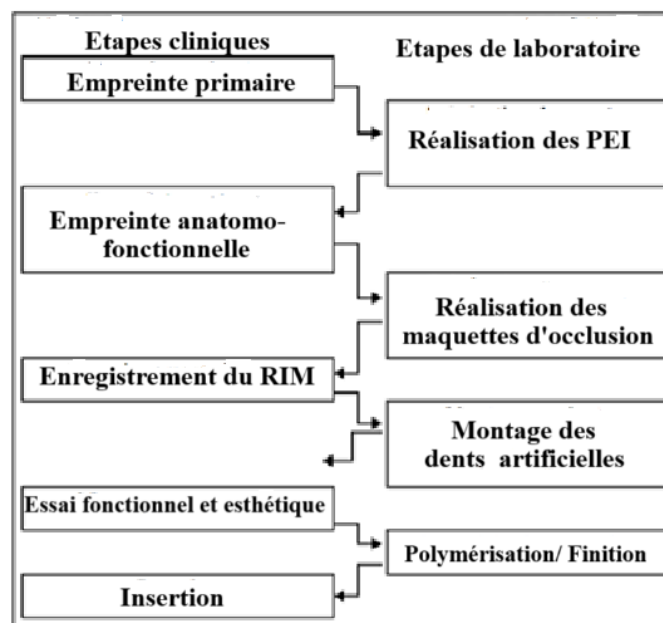 Etapes cliniques
Etapes de laboratoire
Empreinte primaire
Réalisation des PEI
Empreinte anatomo-
fonctionnelle
Réalisation des
maquettes d'occlusion
Enregistrement du RIM
Montage des
dents artificielles
Essai fonctionnel et esthétique
Polymérisation/ Finition
Insertion